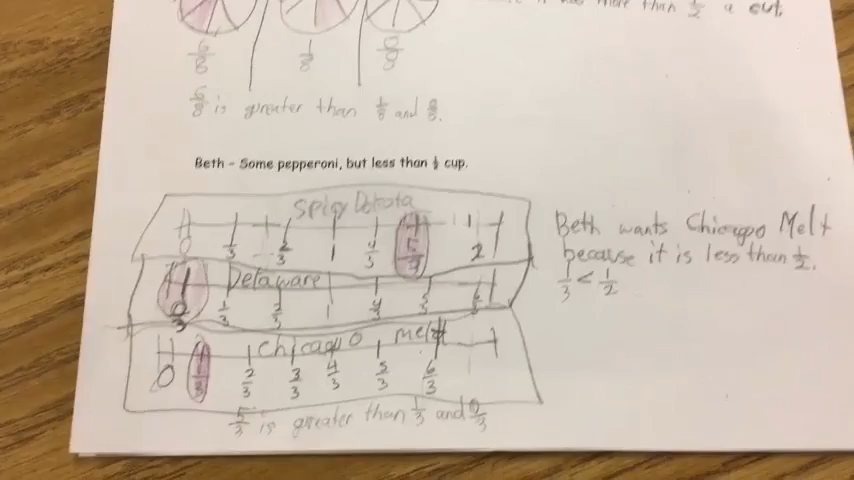 more than 1/2 a cup.
6/8 1/8 0/8
6/8 is greater than 1/8 and 0/8.
Beth - Some pepperoni, but less than ½ cup.
Spicy Dakota
0 1/3 2/3 1 4/3 5/3 2
Delaware
0/3 1/3 2/3 1 4/3 5/3 6/3
Chicago melt
0 1/3 2/3 3/3 4/3 5/3 6/3
5/3 is greater than 1/3 and 0/3
Beth wants Chicago Melt
because it is less than 1/2.
1/3 < 1/2